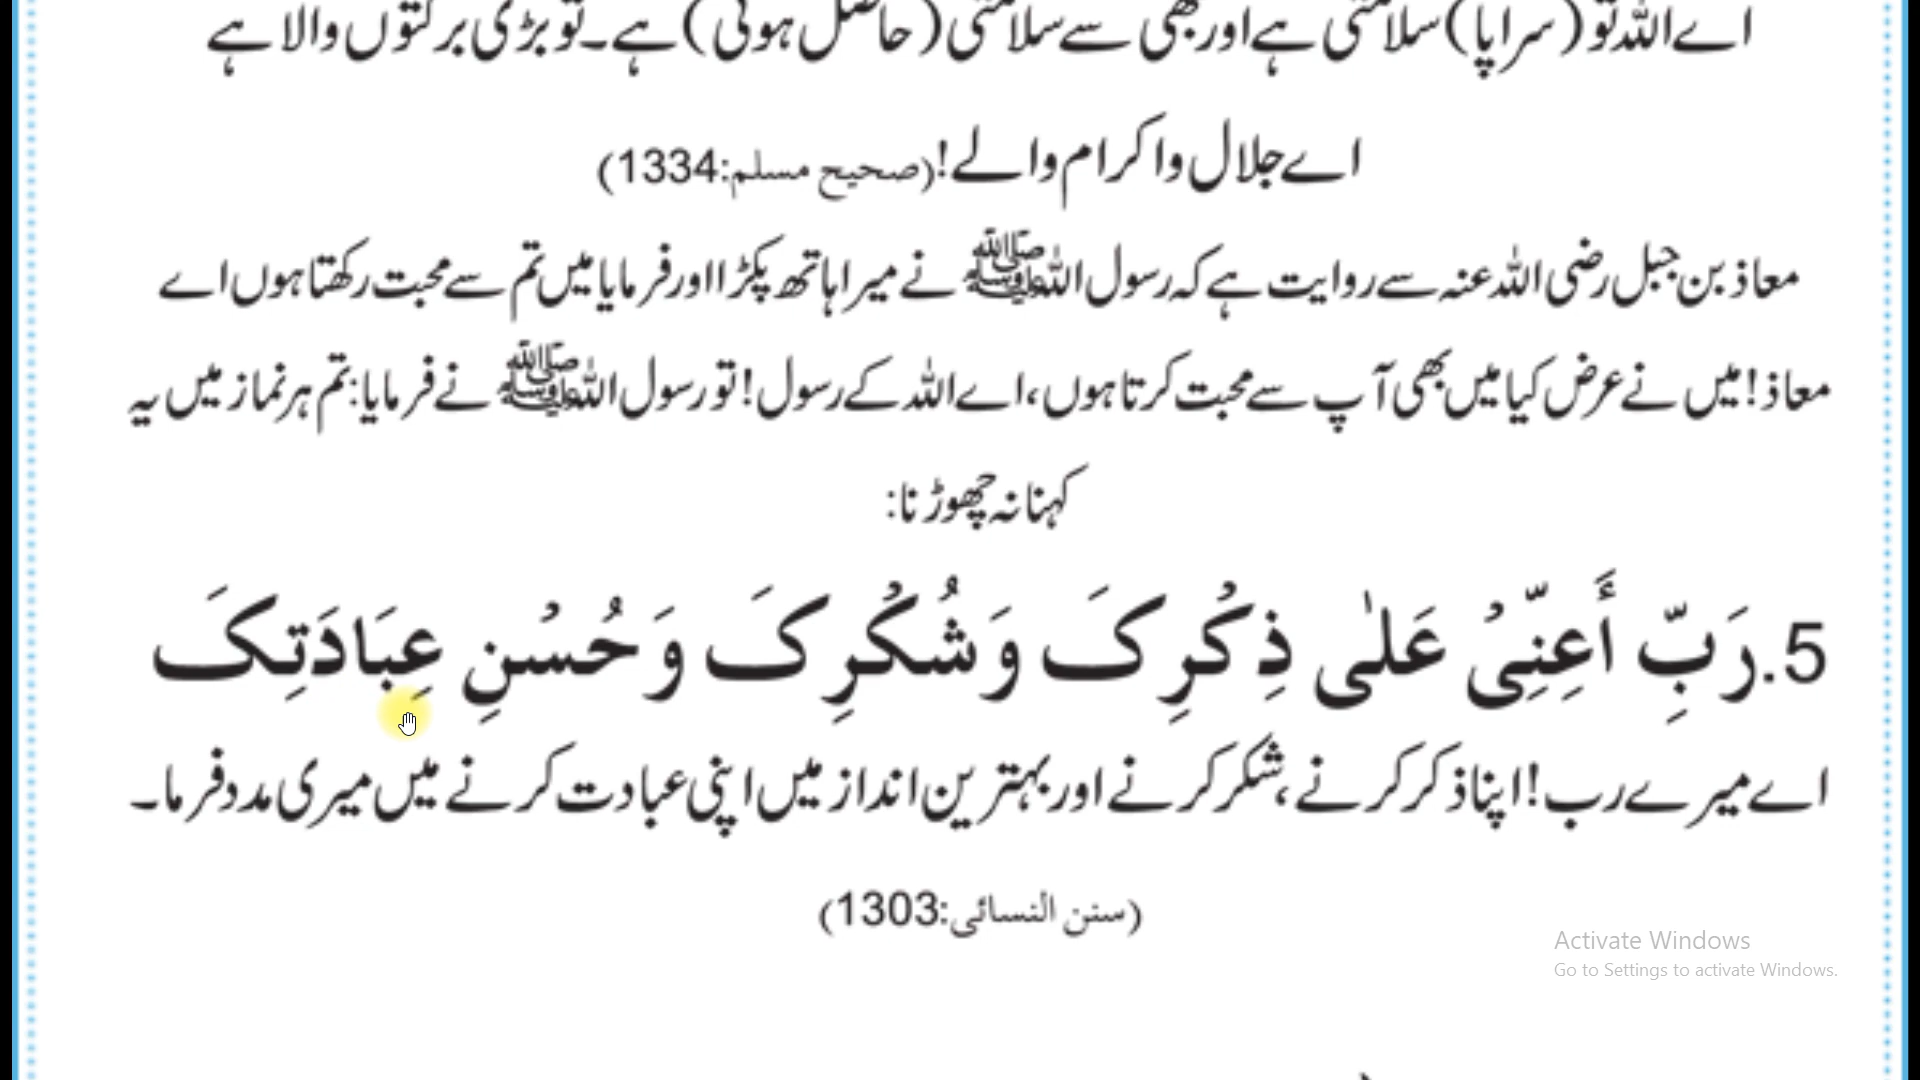 اے اللہ تو (سراپا) سلامتی ہے اور تجھی سے سلامتی (حاصل ہوتی) ہے۔ تو بڑی برکتوں والا ہے
اے جلال واکرام والے! (صحیح مسلم:1334)
معاذ بن جبل رضی اللہ عنہ سے روایت ہے کہ رسول اللہ ﷺ نے میرا ہاتھ پکڑا اور فرمایا میں تم سے محبت رکھتا ہوں اے
معاذ! میں نے عرض کیا میں بھی آپ سے محبت کرتا ہوں، اے اللہ کے رسول! تو رسول اللہ ﷺ نے فرمایا: تم ہر نماز میں یہ
کہنا نہ چھوڑنا:
5. رَبِّ أَعِنِّیْ عَلٰی ذِکْرِکَ وَشُکْرِکَ وَحُسْنِ عِبَادَتِکَ
اے میرے رب! اپنا ذکر کرنے، شکر کرنے اور بہترین انداز میں اپنی عبادت کرنے میں میری مدد فرما۔
(سنن النسائی:1303)
Activate Windows
Go to Settings to activate Windows.